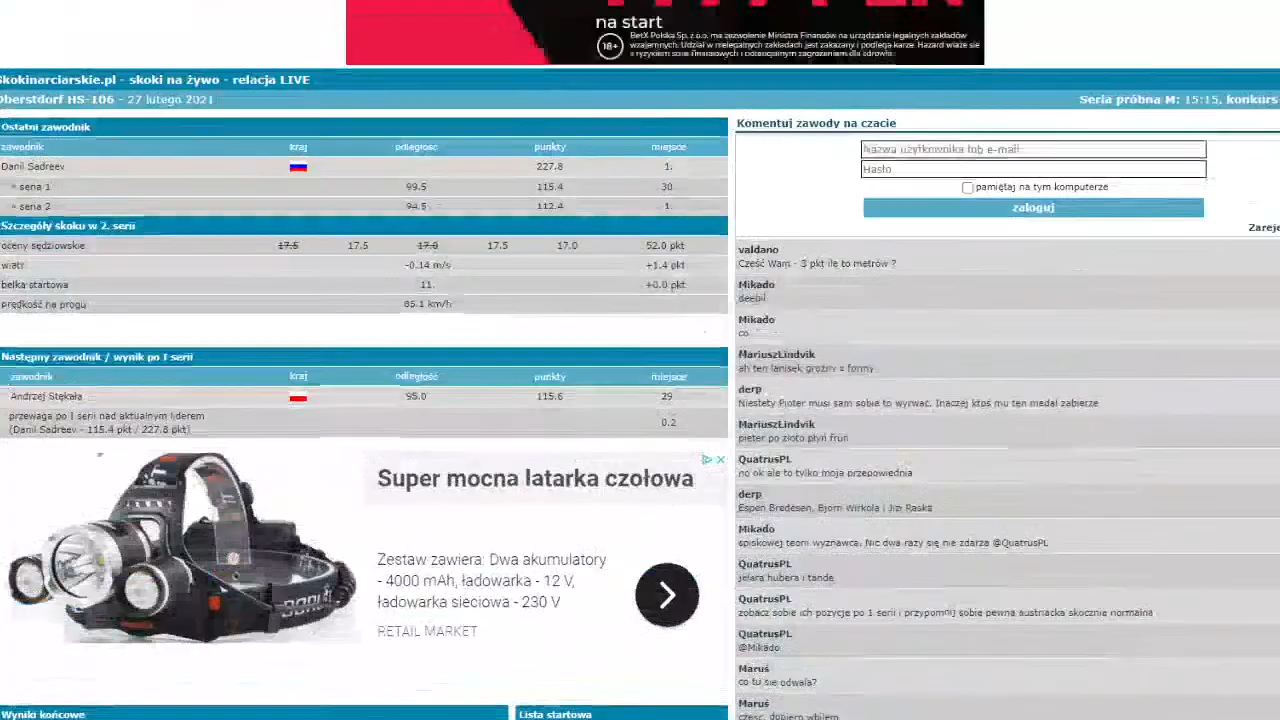 na start
18+
BetX Polska Sp. z o.o. ma zezwolenie Ministra Finansów na urządzanie legalnych zakładów
wzajemnych. Udział w nielegalnych zakładach jest zakazany i podlega karze. Hazard wiąże się
z ryzykiem
zagrożeniem dla zdrowia.
Skokinarciarskie.pl - skoki na żywo - relacja LIVE
Oberstdorf HS-106 - 27 lutego 2021
Seria próbna M: 15:15, konkurs
Ostatni zawodnik
zawodnik kraj odległość punkty miejsce
Danil Sadreev 227.8 1.
» seria 1 99.5 115.4 30
» seria 2 94.5 112.4 1.
Szczegóły skoku w 2. serii
oceny sędziowskie 17.5 17.5 17.0 17.5 17.0 52.0 pkt
wiatr -0.14 m/s +1.4 pkt
belka startowa 11. +0.0 pkt
prędkość na progu 85.1 km/h
Następny zawodnik / wynik po I serii
zawodnik kraj odległość punkty miejsce
Andrzej Stękała 95.0 115.6 29
przewaga po I serii nad aktualnym liderem
(Danil Sadreev - 115.4 pkt / 227.8 pkt) 0.2
Super mocna latarka czołowa
Zestaw zawiera: Dwa akumulatory
- 4000 mAh, ładowarka - 12 V,
ładowarka sieciowa - 230 V
RETAIL MARKET
BORUIT
Wyniki końcowe
Lista startowa
Komentuj zawody na czacie
Nazwa użytkownika lub e-mail
Hasło
pamiętaj na tym komputerze
zaloguj
Zareje
valdano
Cześć Wam - 3 pkt ile to metrów ?
Mikado
deebil
Mikado
co
MariuszLindvik
ah ten lanisek groźny z formy
derp
Niestety Pioter musi sam sobie to wyrwać. Inaczej ktoś mu ten medal zabierze
MariuszLindvik
pieter po złoto płyń fruń
QuatrusPL
no ok ale to tylko moja przepowiednia
derp
Espen Bredesen, Bjorn Wirkola i Jiri Raska
Mikado
spiskowej teorii wyznawca. Nic dwa razy się nie zdarza @QuatrusPL
QuatrusPL
jelara hubera i tande
QuatrusPL
zobacz sobie ich pozycje po 1 serii i przypomnij sobie pewna austriacka skocznie normalna
QuatrusPL
@Mikado
Maruś
co tu sie odwala?
Maruś
czesc, dopiero wbilem